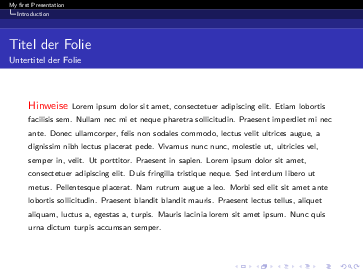 My first Presentation
Introduction
Titel der Folie
Untertitel der Folie
Hinweise Lorem ipsum dolor sit amet, consectetuer adipiscing elit. Etiam lobortis
facilisis sem. Nullam nec mi et neque pharetra sollicitudin. Praesent imperdiet mi nec
ante. Donec ullamcorper, felis non sodales commodo, lectus velit ultrices augue, a
dignissim nibh lectus placerat pede. Vivamus nunc nunc, molestie ut, ultricies vel,
semper in, velit. Ut porttitor. Praesent in sapien. Lorem ipsum dolor sit amet,
consectetuer adipiscing elit. Duis fringilla tristique neque. Sed interdum libero ut
metus. Pellentesque placerat. Nam rutrum augue a leo. Morbi sed elit sit amet ante
lobortis sollicitudin. Praesent blandit blandit mauris. Praesent lectus tellus, aliquet
aliquam, luctus a, egestas a, turpis. Mauris lacinia lorem sit amet ipsum. Nunc quis
urna dictum turpis accumsan semper.